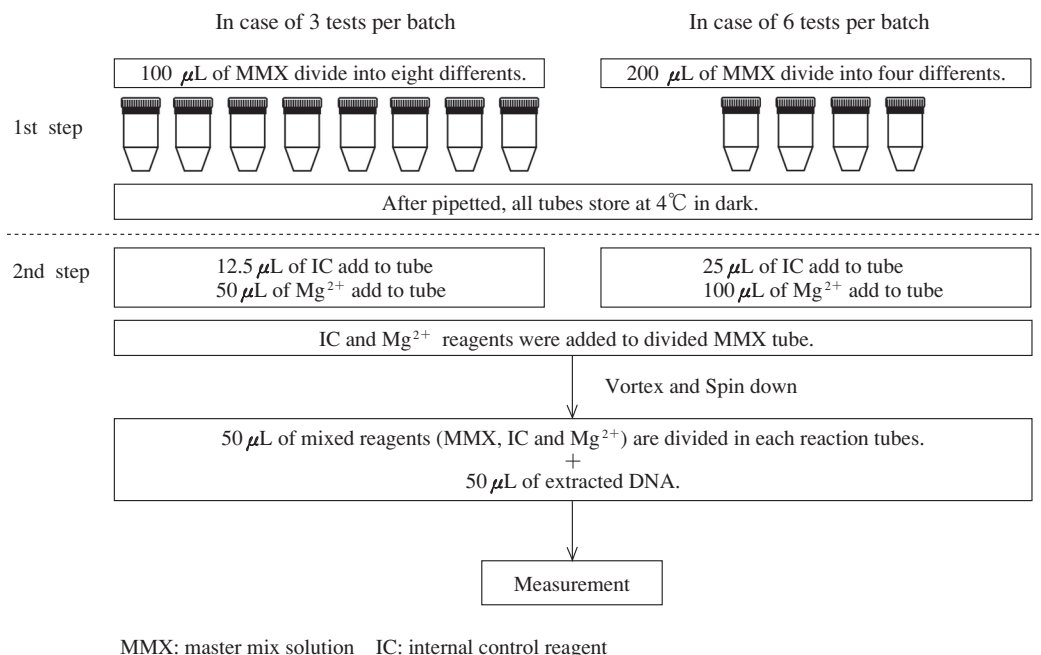 In case of 3 tests per batch
In case of 6 tests per batch
100 μL of MMX divide into eight differents.
200 μL of MMX divide into four differents.
1st step
After pipetted, all tubes store at 4℃ in dark.
2nd step
12.5 μL of IC add to tube
50 μL of Mg²⁺ add to tube
25 μL of IC add to tube
100 μL of Mg²⁺ add to tube
IC and Mg²⁺ reagents were added to divided MMX tube.
Vortex and Spin down
50 μL of mixed reagents (MMX, IC and Mg²⁺) are divided in each reaction tubes.
+
50 μL of extracted DNA.
Measurement
MMX: master mix solution IC: internal control reagent